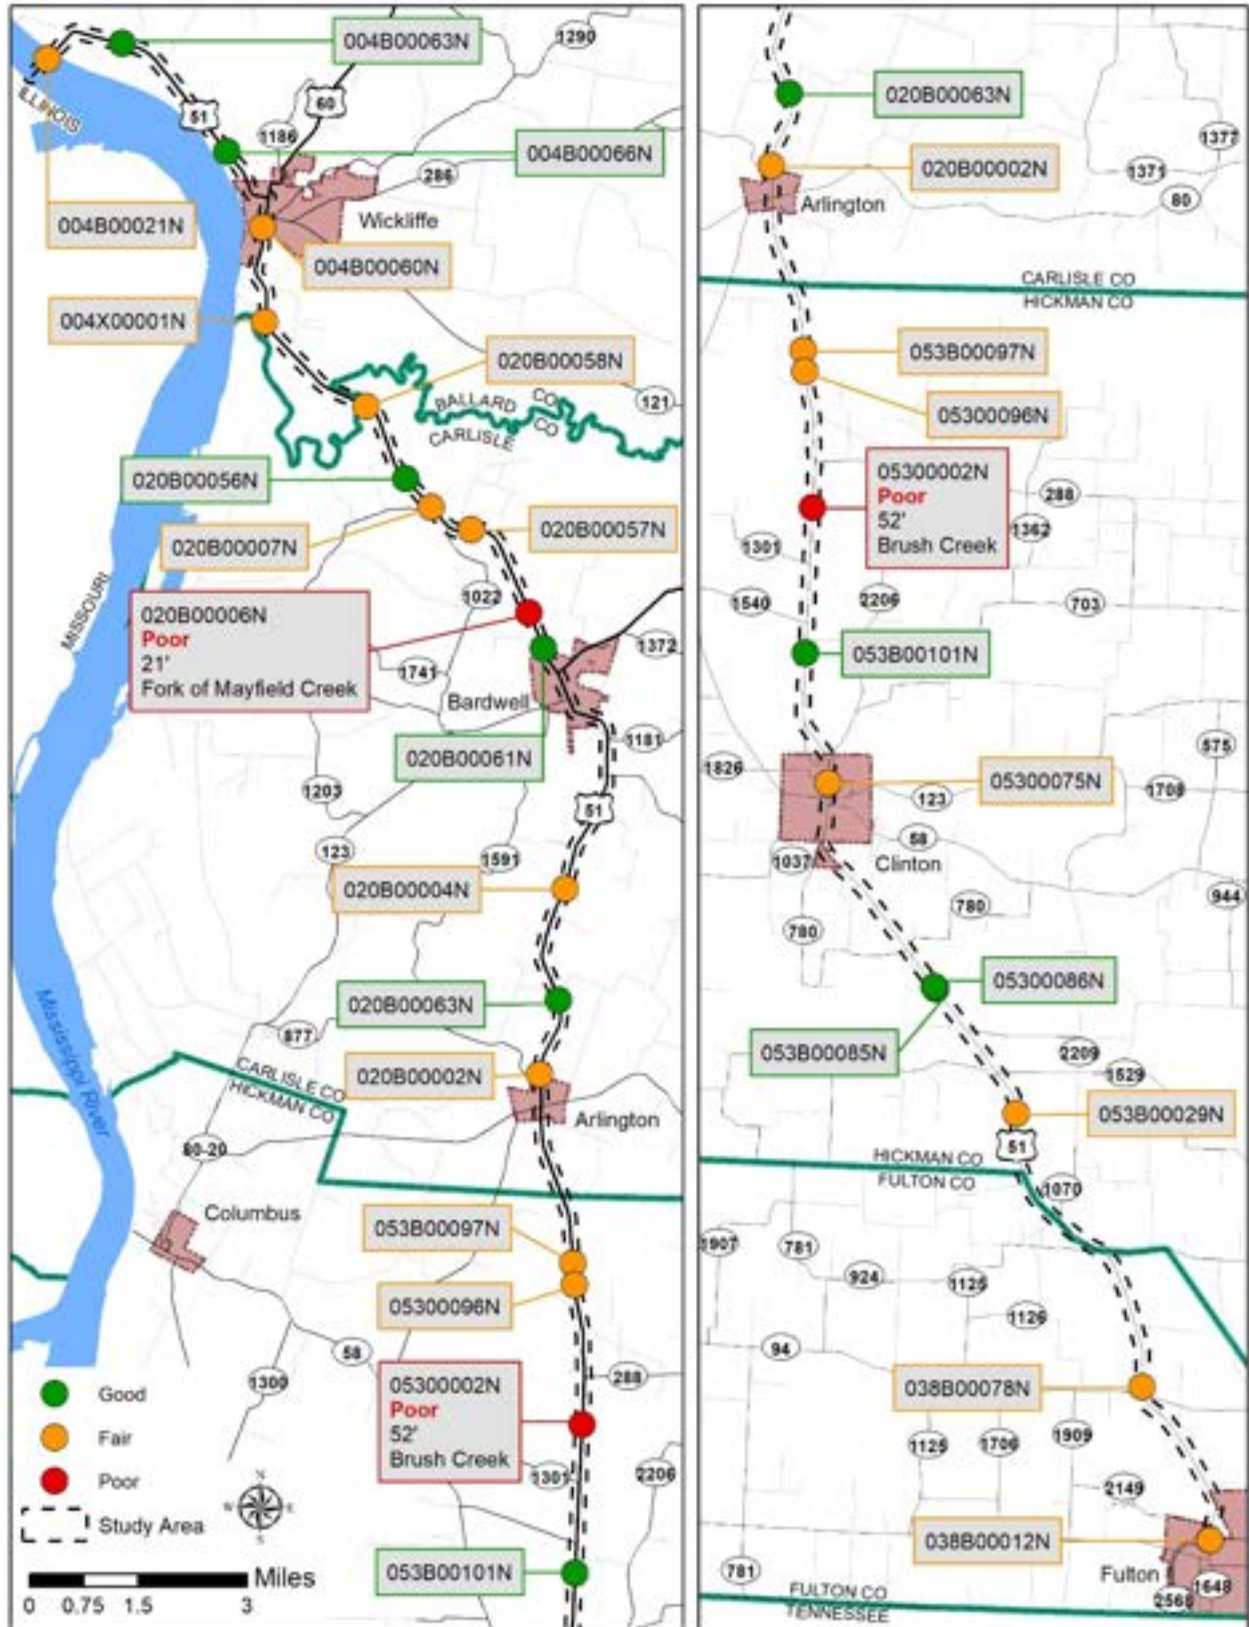 004B00063N
1290
60
51
ILLINOIS
1186
004B00066N
286
004B00021N
Wickliffe
004B00060N
004X00001N
020B00058N
121
BALLARD CO
CARLISLE CO
020B00056N
020B00007N
020B00057N
MISSOURI
1022
020B00006N
Poor
21'
Fork of Mayfield Creek
1372
1741
Bardwell
020B00061N
1181
1203
51
123
1591
020B00004N
Mississippi River
020B00063N
877
CARLISLE CO
HICKMAN CO
020B00002N
Arlington
80-20
Columbus
053B00097N
05300096N
58
1300
288
05300002N
Poor
52'
Brush Creek
1301
2206
053B00101N
Good
Fair
Poor
Study Area
N
W E
S
Miles
0 0.75 1.5 3
020B00063N
1377
020B00002N
1371
80
Arlington
CARLISLE CO
HICKMAN CO
053B00097N
05300096N
05300002N
Poor
52'
Brush Creek
288
1362
1301
1540
2206
703
053B00101N
575
1826
05300075N
123
1708
58
1037
Clinton
944
780
780
05300086N
053B00085N
2209
1529
053B00029N
51
HICKMAN CO
FULTON CO
1070
1907
781
924
1125
1126
94
038B00078N
1125
1706
1909
2149
038B00012N
781
Fulton
1648
FULTON CO
TENNESSEE